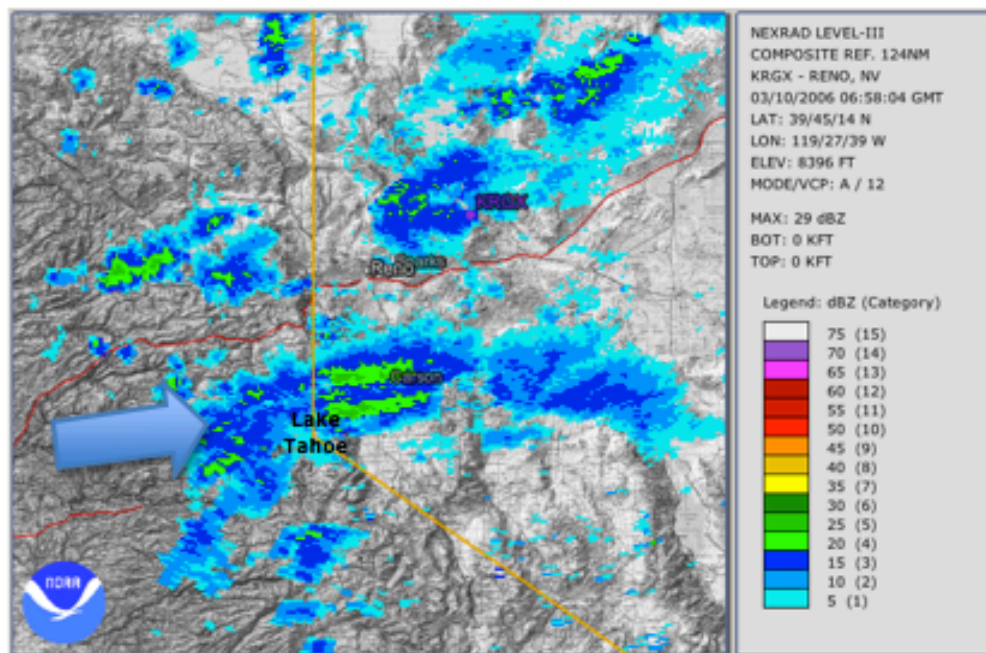 NEXRAD LEVEL-III
COMPOSITE REF. 124NM
KRGX - RENO, NV
03/10/2006 06:58:04 GMT
LAT: 39/45/14 N
LON: 119/27/39 W
ELEV: 8396 FT
MODE/VCP: A / 12
MAX: 29 dBZ
BOT: 0 KFT
TOP: 0 KFT
Legend: dBZ (Category)
75 (15)
70 (14)
65 (13)
60 (12)
55 (11)
50 (10)
45 (9)
40 (8)
35 (7)
30 (6)
25 (5)
20 (4)
15 (3)
10 (2)
5 (1)
KRGX
Sparks
Reno
Carson
Lake
Tahoe
NOAA